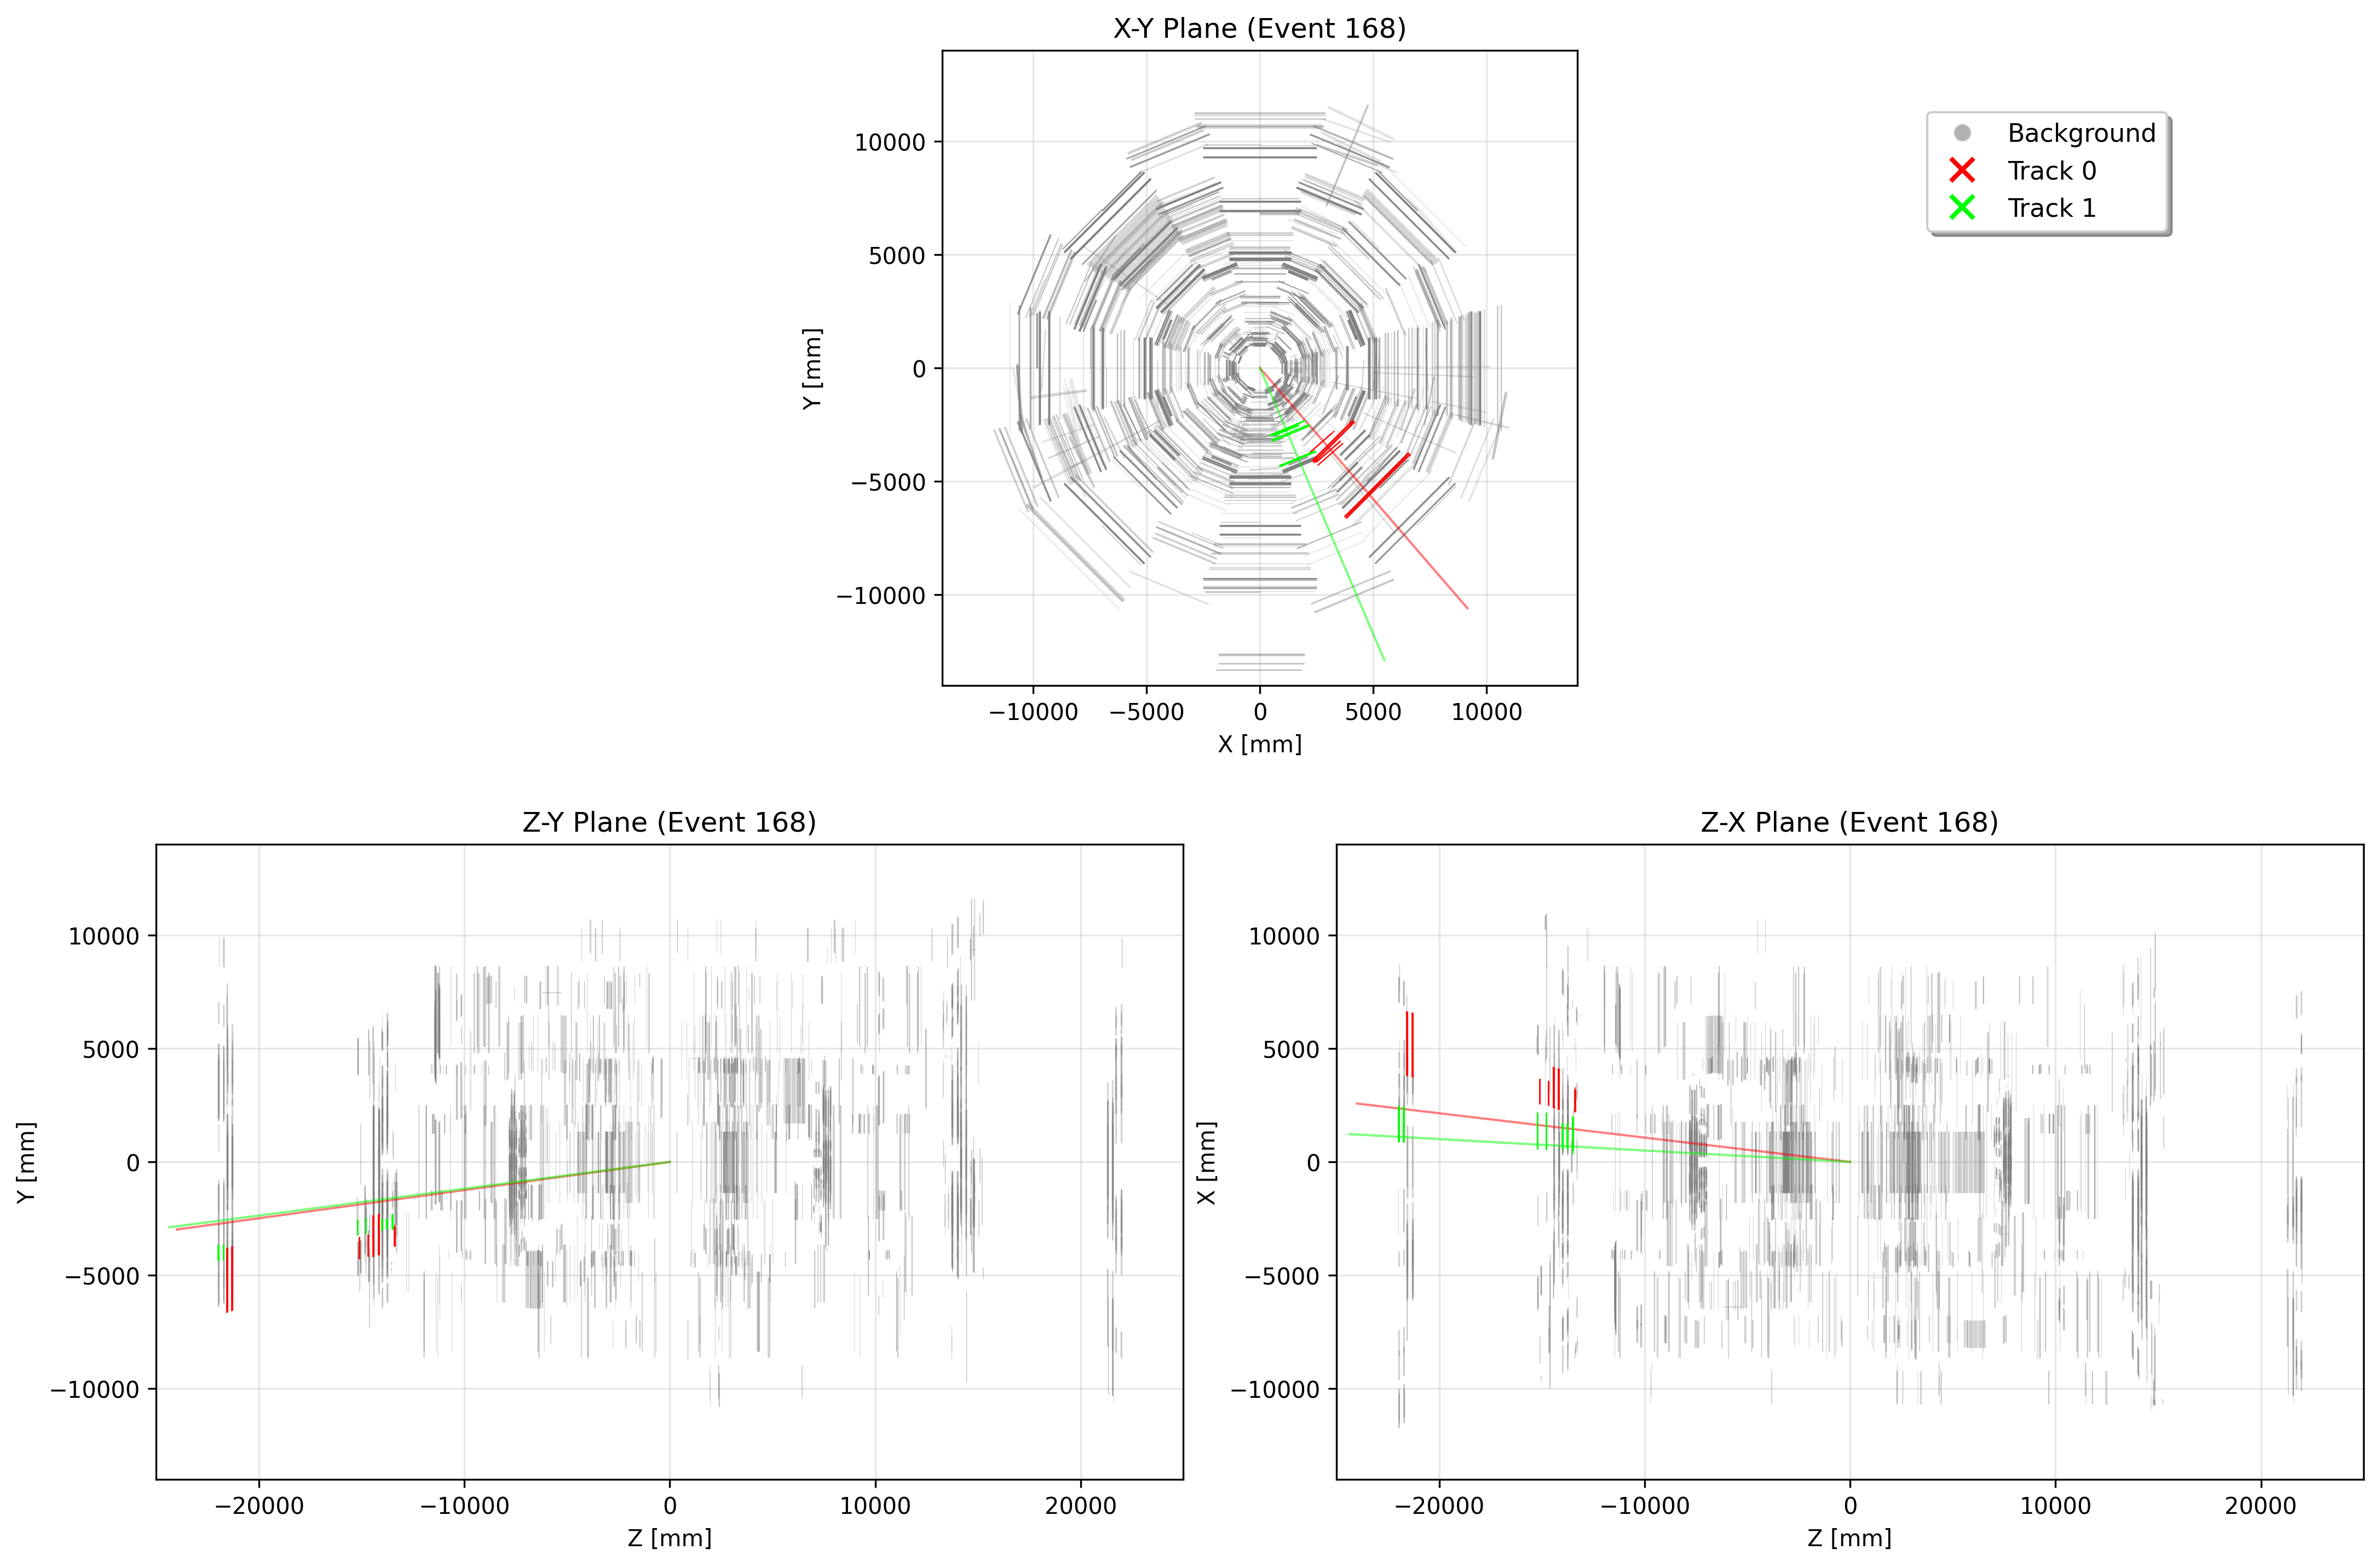 X-Y Plane (Event 168)
10000
5000
0
−5000
−10000
Y [mm]
−10000 −5000 0 5000 10000
X [mm]
Background
Track 0
Track 1
Z-Y Plane (Event 168)
10000
5000
0
−5000
−10000
Y [mm]
−20000 −10000 0 10000 20000
Z [mm]
Z-X Plane (Event 168)
10000
5000
0
−5000
−10000
X [mm]
−20000 −10000 0 10000 20000
Z [mm]